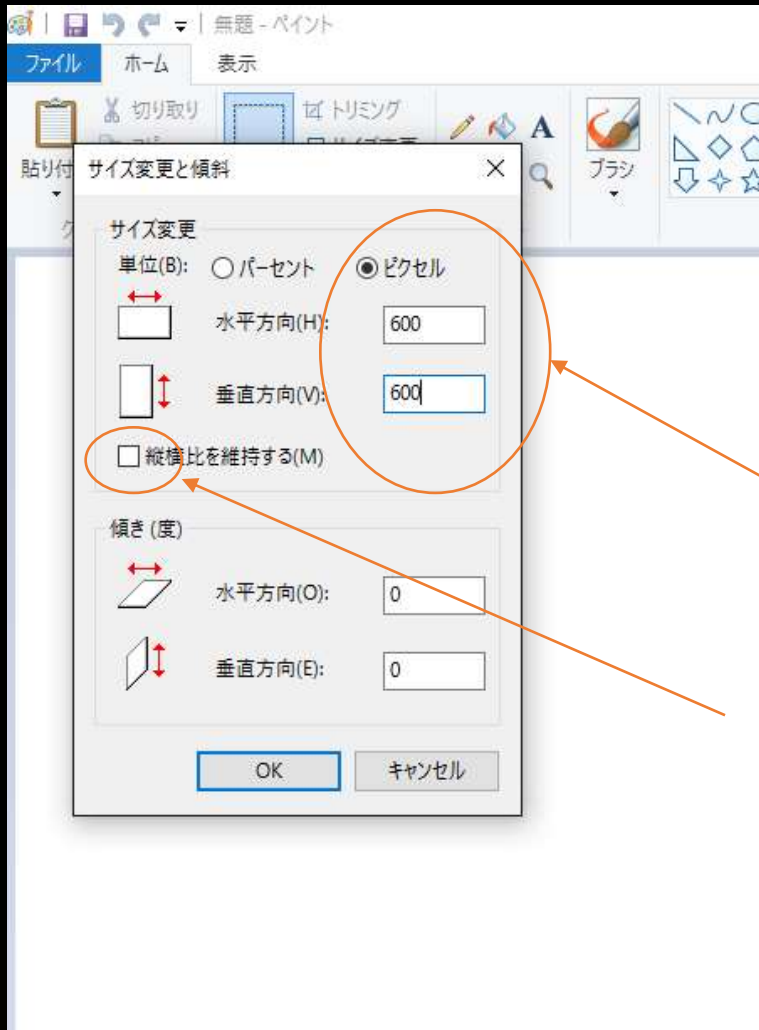 無題 - ペイント
ファイル ホーム 表示
切り取り トリミング
貼り付 A ブラシ
サイズ変更と傾斜
サイズ変更
単位(B): パーセント ピクセル
水平方向(H): 600
垂直方向(V): 600
縦横比を維持する(M)
傾き (度)
水平方向(O): 0
垂直方向(E): 0
OK キャンセル